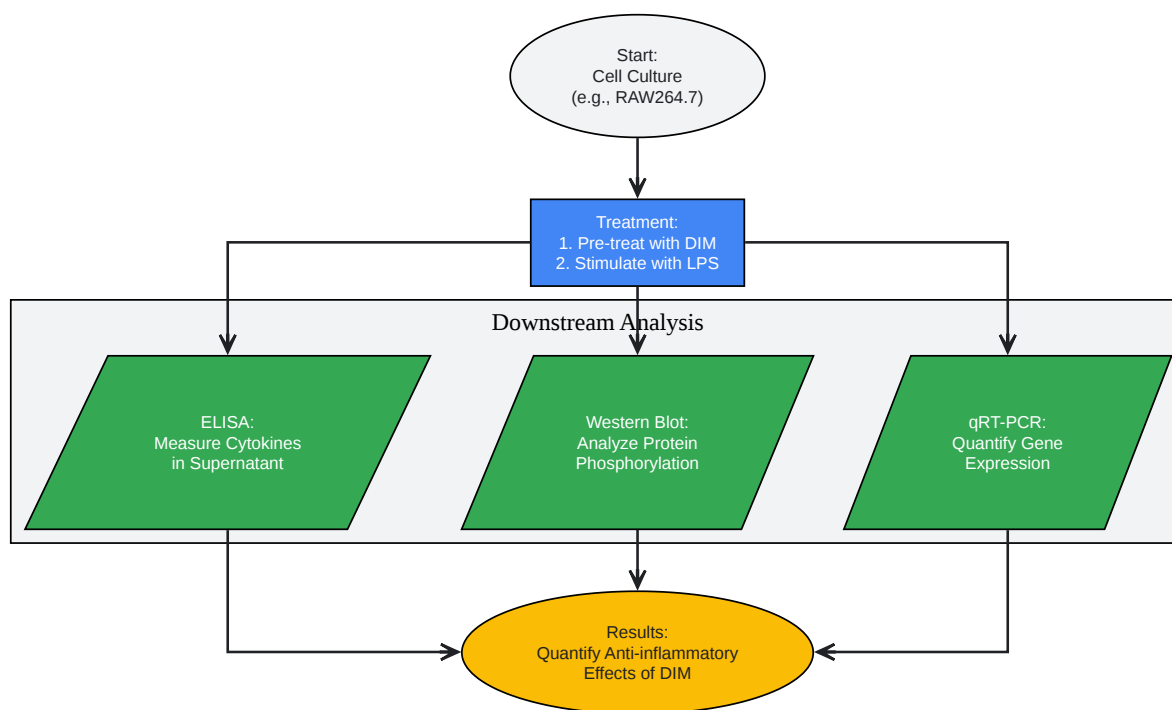 Start:
Cell Culture
(e.g., RAW264.7)
Treatment:
1. Pre-treat with DIM
2. Stimulate with LPS
Downstream Analysis
ELISA:
Measure Cytokines
in Supernatant
Western Blot:
Analyze Protein
Phosphorylation
qRT-PCR:
Quantify Gene
Expression
Results:
Quantify Anti-inflammatory
Effects of DIM